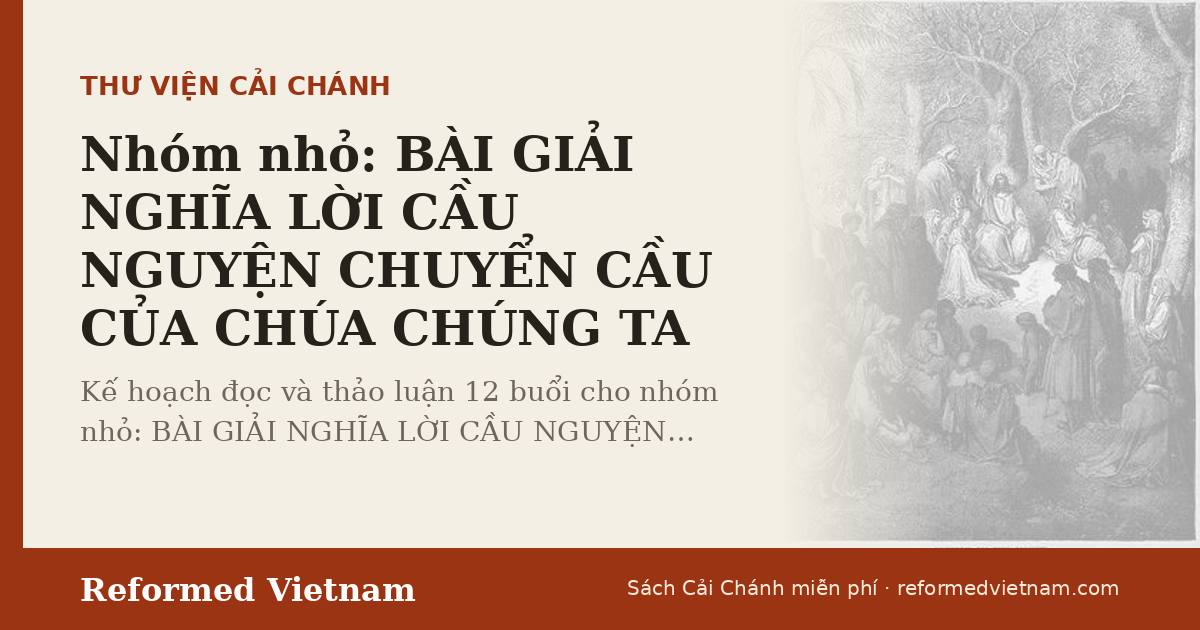 THƯ VIỆN CẢI CHÁNH
Nhóm nhỏ: BÀI GIẢI
NGHĨA LỜI CẦU
NGUYỆN CHUYỂN CẦU
CỦA CHÚA CHÚNG TA
Kế hoạch đọc và thảo luận 12 buổi cho nhóm
nhỏ: BÀI GIẢI NGHĨA LỜI CẦU NGUYỆN…
Reformed Vietnam
Sách Cải Chánh miễn phí · reformedvietnam.com